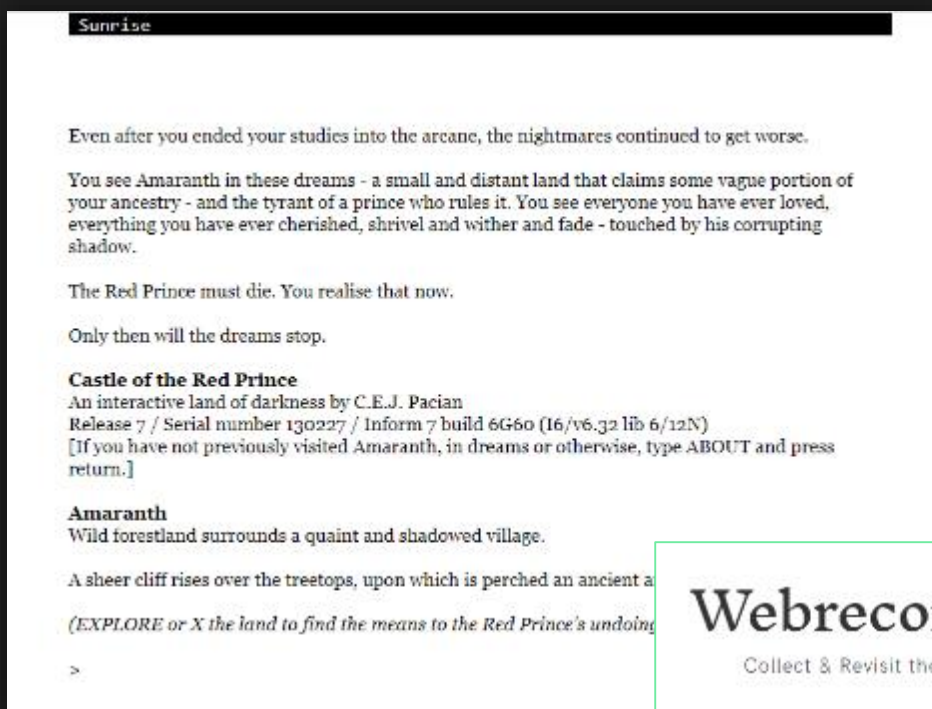 Sunrise
Even after you ended your studies into the arcane, the nightmares continued to get worse.
You see Amaranth in these dreams - a small and distant land that claims some vague portion of
your ancestry - and the tyrant of a prince who rules it. You see everyone you have ever loved,
everything you have ever cherished, shrivel and wither and fade - touched by his corrupting
shadow.
The Red Prince must die. You realise that now.
Only then will the dreams stop.
Castle of the Red Prince
An interactive land of darkness by C.E.J. Pacian
Release 7 / Serial number 130227 / Inform 7 build 6G60 (I6/v6.32 lib 6/12N)
[If you have not previously visited Amaranth, in dreams or otherwise, type ABOUT and press
return.]
Amaranth
Wild forestland surrounds a quaint and shadowed village.
A sheer cliff rises over the treetops, upon which is perched an ancient a
(EXPLORE or X the land to find the means to the Red Prince's undoing
>
Webreco
Collect & Revisit the